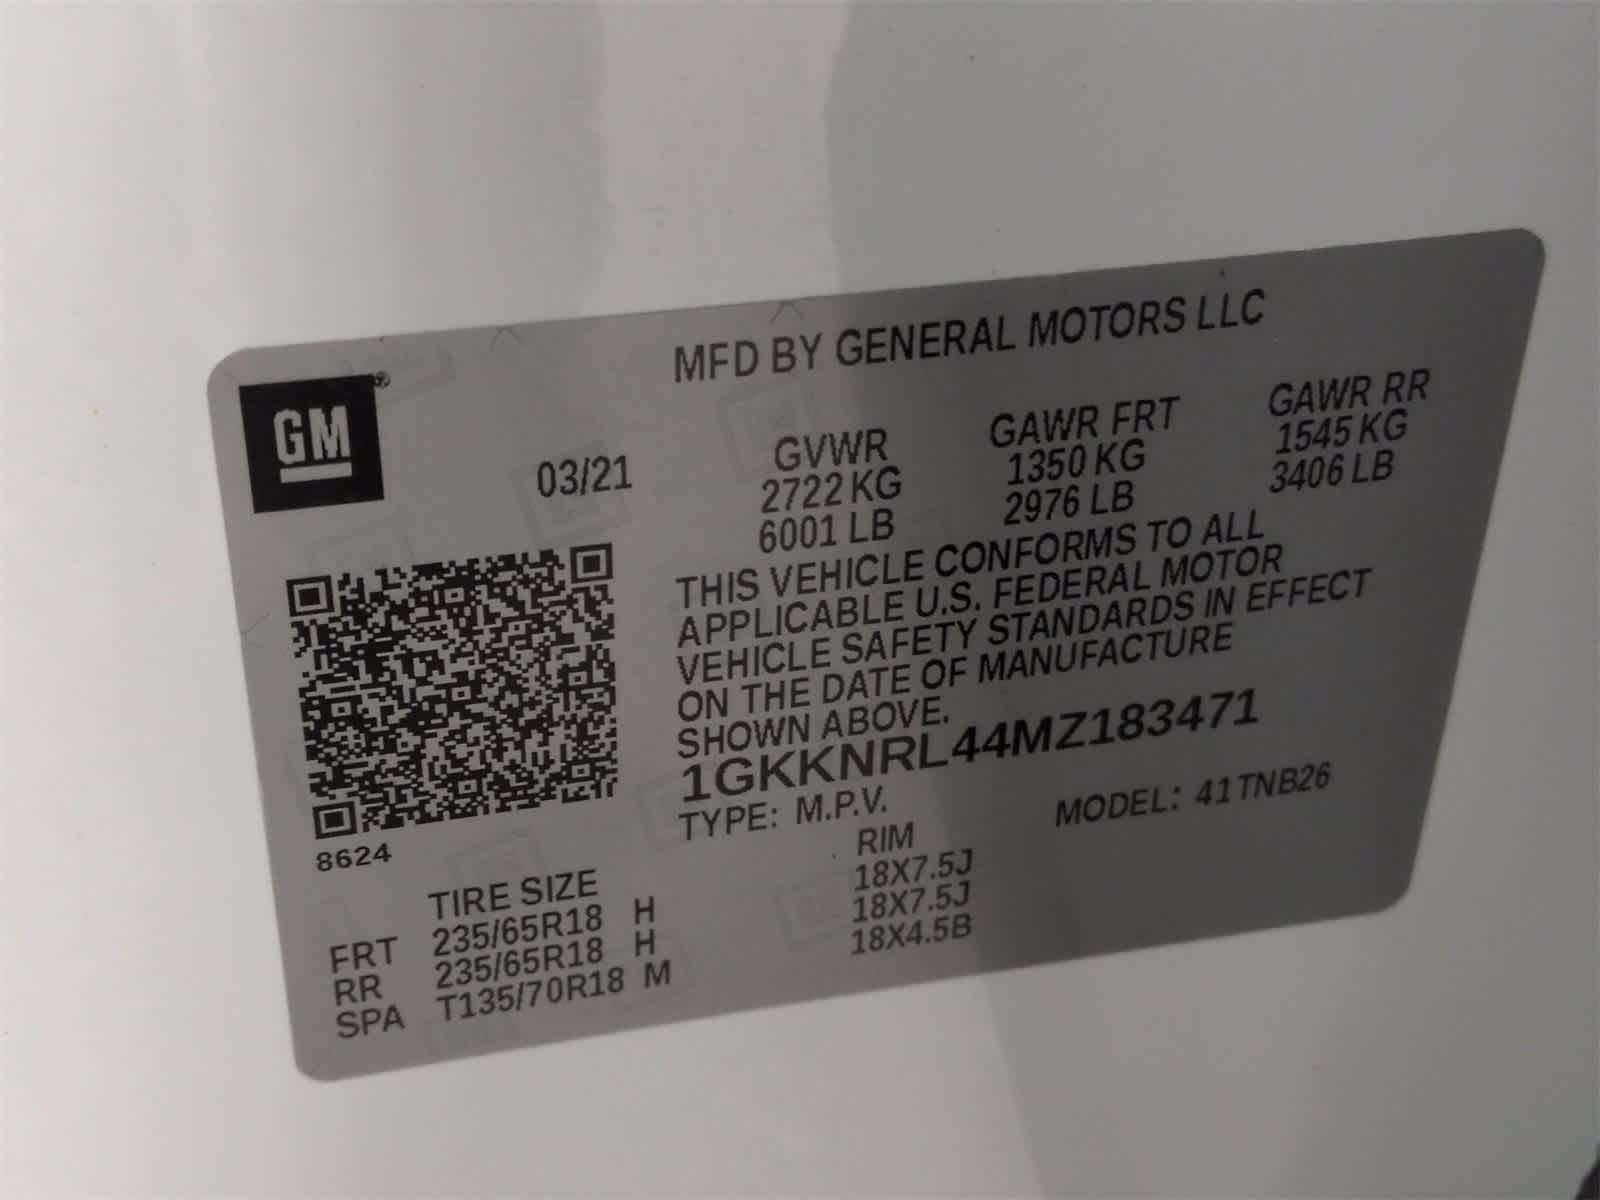 MFD BY GENERAL MOTORS LLC
GM®
03/21
GVWR GAWR FRT GAWR RR
2722 KG 1350 KG 1545 KG
6001 LB 2976 LB 3406 LB
THIS VEHICLE CONFORMS TO ALL
APPLICABLE U.S. FEDERAL MOTOR
VEHICLE SAFETY STANDARDS IN EFFECT
ON THE DATE OF MANUFACTURE
SHOWN ABOVE.
1GKKNRL44MZ183471
TYPE: M.P.V. MODEL: 41TNB26
8624
TIRE SIZE RIM
FRT 235/65R18 H 18X7.5J
RR 235/65R18 H 18X7.5J
SPA T135/70R18 M 18X4.5B